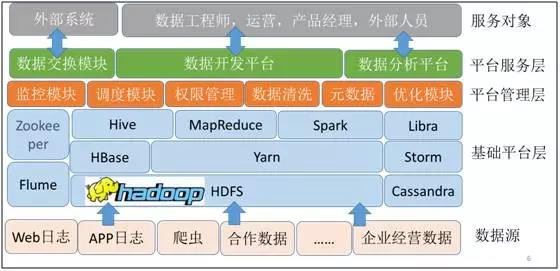 外部系统
数据工程师，运营，产品经理，外部人员
服务对象
数据交换模块
数据开发平台
数据分析平台
平台服务层
监控模块
调度模块
权限管理
数据清洗
元数据
优化模块
平台管理层
Zookee
per
Hive
MapReduce
Spark
Libra
HBase
Yarn
Storm
基础平台层
Flume
hadoop
HDFS
Cassandra
Web日志
APP日志
爬虫
合作数据
……
企业经营数据
数据源
6